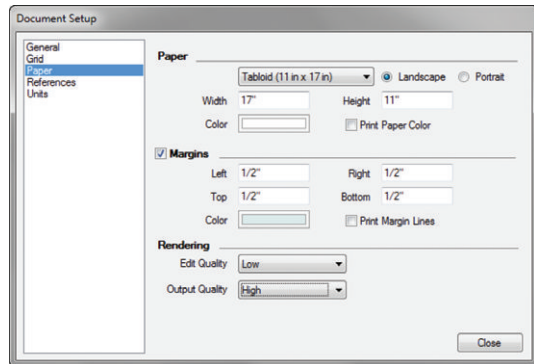 Document Setup
General
Grid
Paper
References
Units
Paper
Tabloid (11 in x 17 in) Landscape Portrait
Width 17" Height 11"
Color Print Paper Color
Margins
Left 1/2" Right 1/2"
Top 1/2" Bottom 1/2"
Color Print Margin Lines
Rendering
Edit Quality Low
Output Quality High
Close